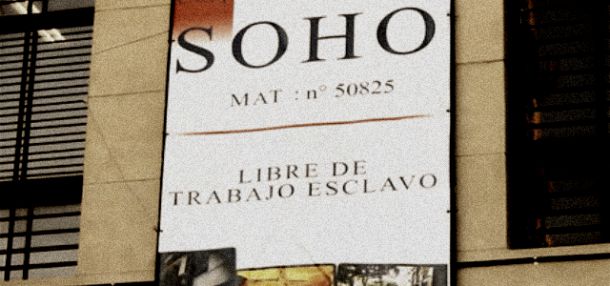 SOHO
MAT : n° 50825
LIBRE DE
TRABAJO ESCLAVO